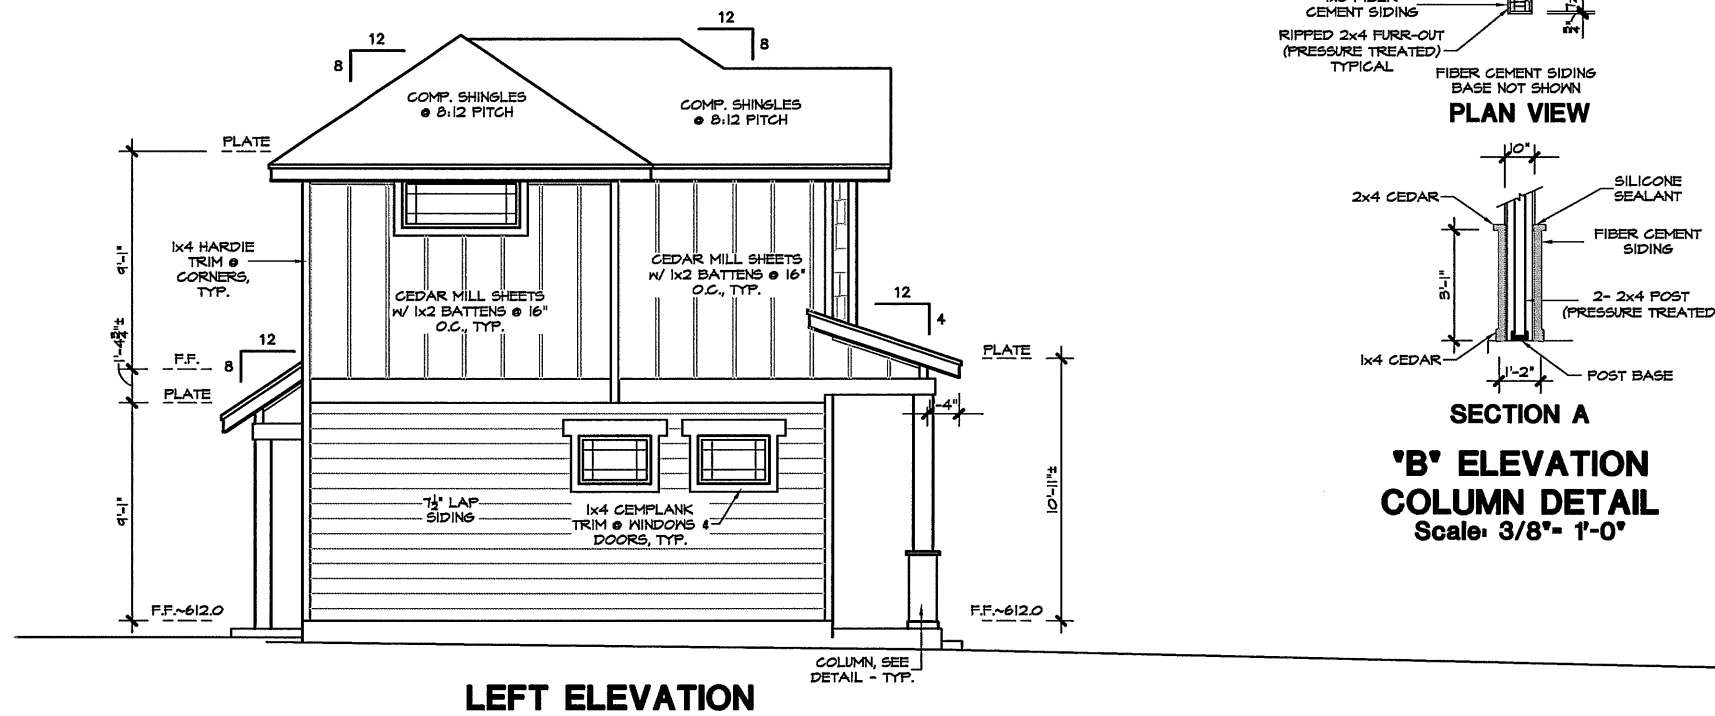 12
8
12
8
COMP. SHINGLES
@ 8:12 PITCH
COMP. SHINGLES
@ 8:12 PITCH
PLATE
9'-1"
1x4 HARDIE
TRIM @
CORNERS,
TYP.
CEDAR MILL SHEETS
W/ 1x2 BATTENS @ 16"
O.C., TYP.
CEDAR MILL SHEETS
W/ 1x2 BATTENS @ 16"
O.C., TYP.
12
4
1'-4¾"±
12
8
F.F.
PLATE
PLATE
1'-4"
9'-1"
7½" LAP
SIDING
1x4 CEMPLANK
TRIM @ WINDOWS &
DOORS, TYP.
10'-11"±
F.F.~612.0
F.F.~612.0
COLUMN, SEE
DETAIL - TYP.
LEFT ELEVATION
CEMENT SIDING
RIPPED 2x4 FURR-OUT
(PRESSURE TREATED)
TYPICAL
FIBER CEMENT SIDING
BASE NOT SHOWN
PLAN VIEW
10"
2x4 CEDAR
SILICONE
SEALANT
FIBER CEMENT
SIDING
3'-1"
2- 2x4 POST
(PRESSURE TREATED
1x4 CEDAR
1'-2"
POST BASE
SECTION A
"B" ELEVATION
COLUMN DETAIL
Scale: 3/8"= 1'-0"